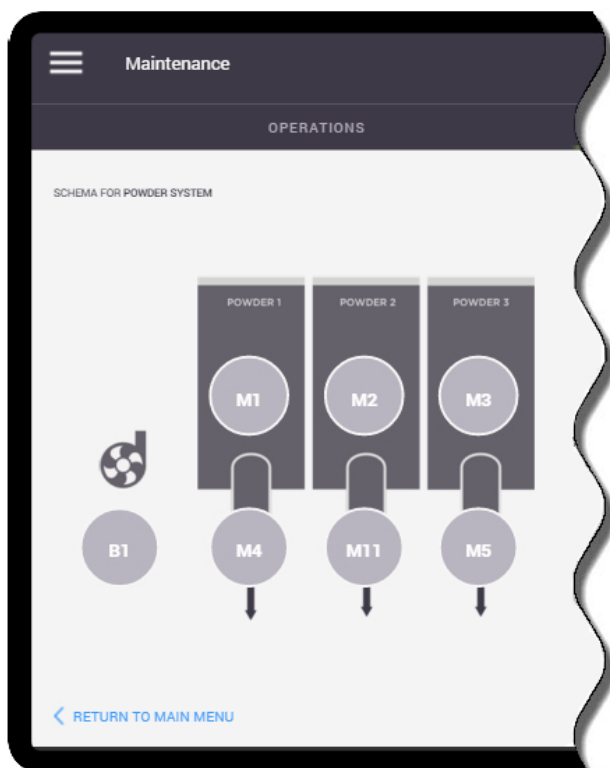 Maintenance
OPERATIONS
SCHEMA FOR POWDER SYSTEM
POWDER 1 POWDER 2 POWDER 3
M1 M2 M3
B1 M4 M11 M5
RETURN TO MAIN MENU